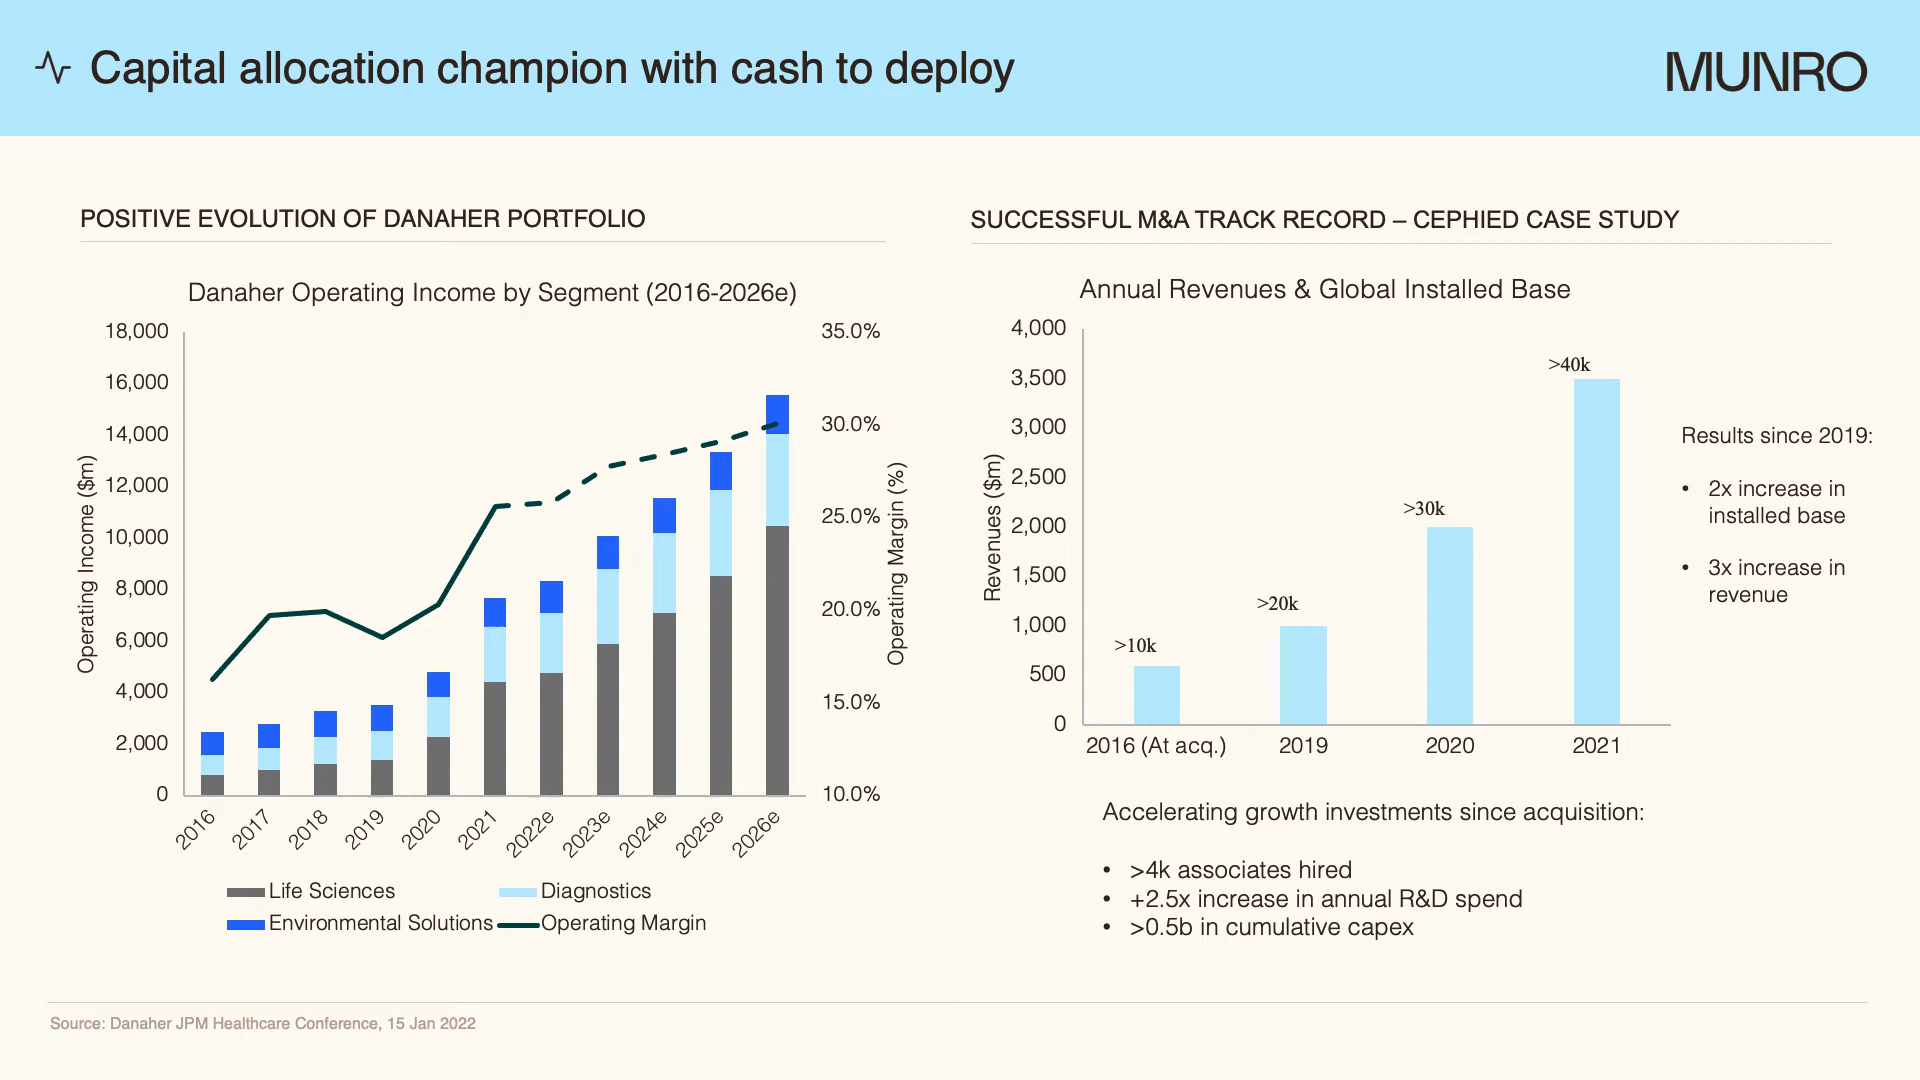 Capital allocation champion with cash to deploy
MUNRO
POSITIVE EVOLUTION OF DANAHER PORTFOLIO
Danaher Operating Income by Segment (2016-2026e)
Operating Income ($m)
18,000
16,000
14,000
12,000
10,000
8,000
6,000
4,000
2,000
0
35.0%
30.0%
25.0%
20.0%
15.0%
10.0%
Operating Margin (%)
2016
2017
2018
2019
2020
2021
2022e
2023e
2024e
2025e
2026e
Life Sciences
Diagnostics
Environmental Solutions
Operating Margin
SUCCESSFUL M&A TRACK RECORD – CEPHIED CASE STUDY
Annual Revenues & Global Installed Base
Revenues ($m)
4,000
3,500
3,000
2,500
2,000
1,500
1,000
500
0
>10k
>20k
>30k
>40k
2016 (At acq.)
2019
2020
2021
Results since 2019:
• 2x increase in
installed base
• 3x increase in
revenue
Accelerating growth investments since acquisition:
• >4k associates hired
• +2.5x increase in annual R&D spend
• >0.5b in cumulative capex
Source: Danaher JPM Healthcare Conference, 15 Jan 2022